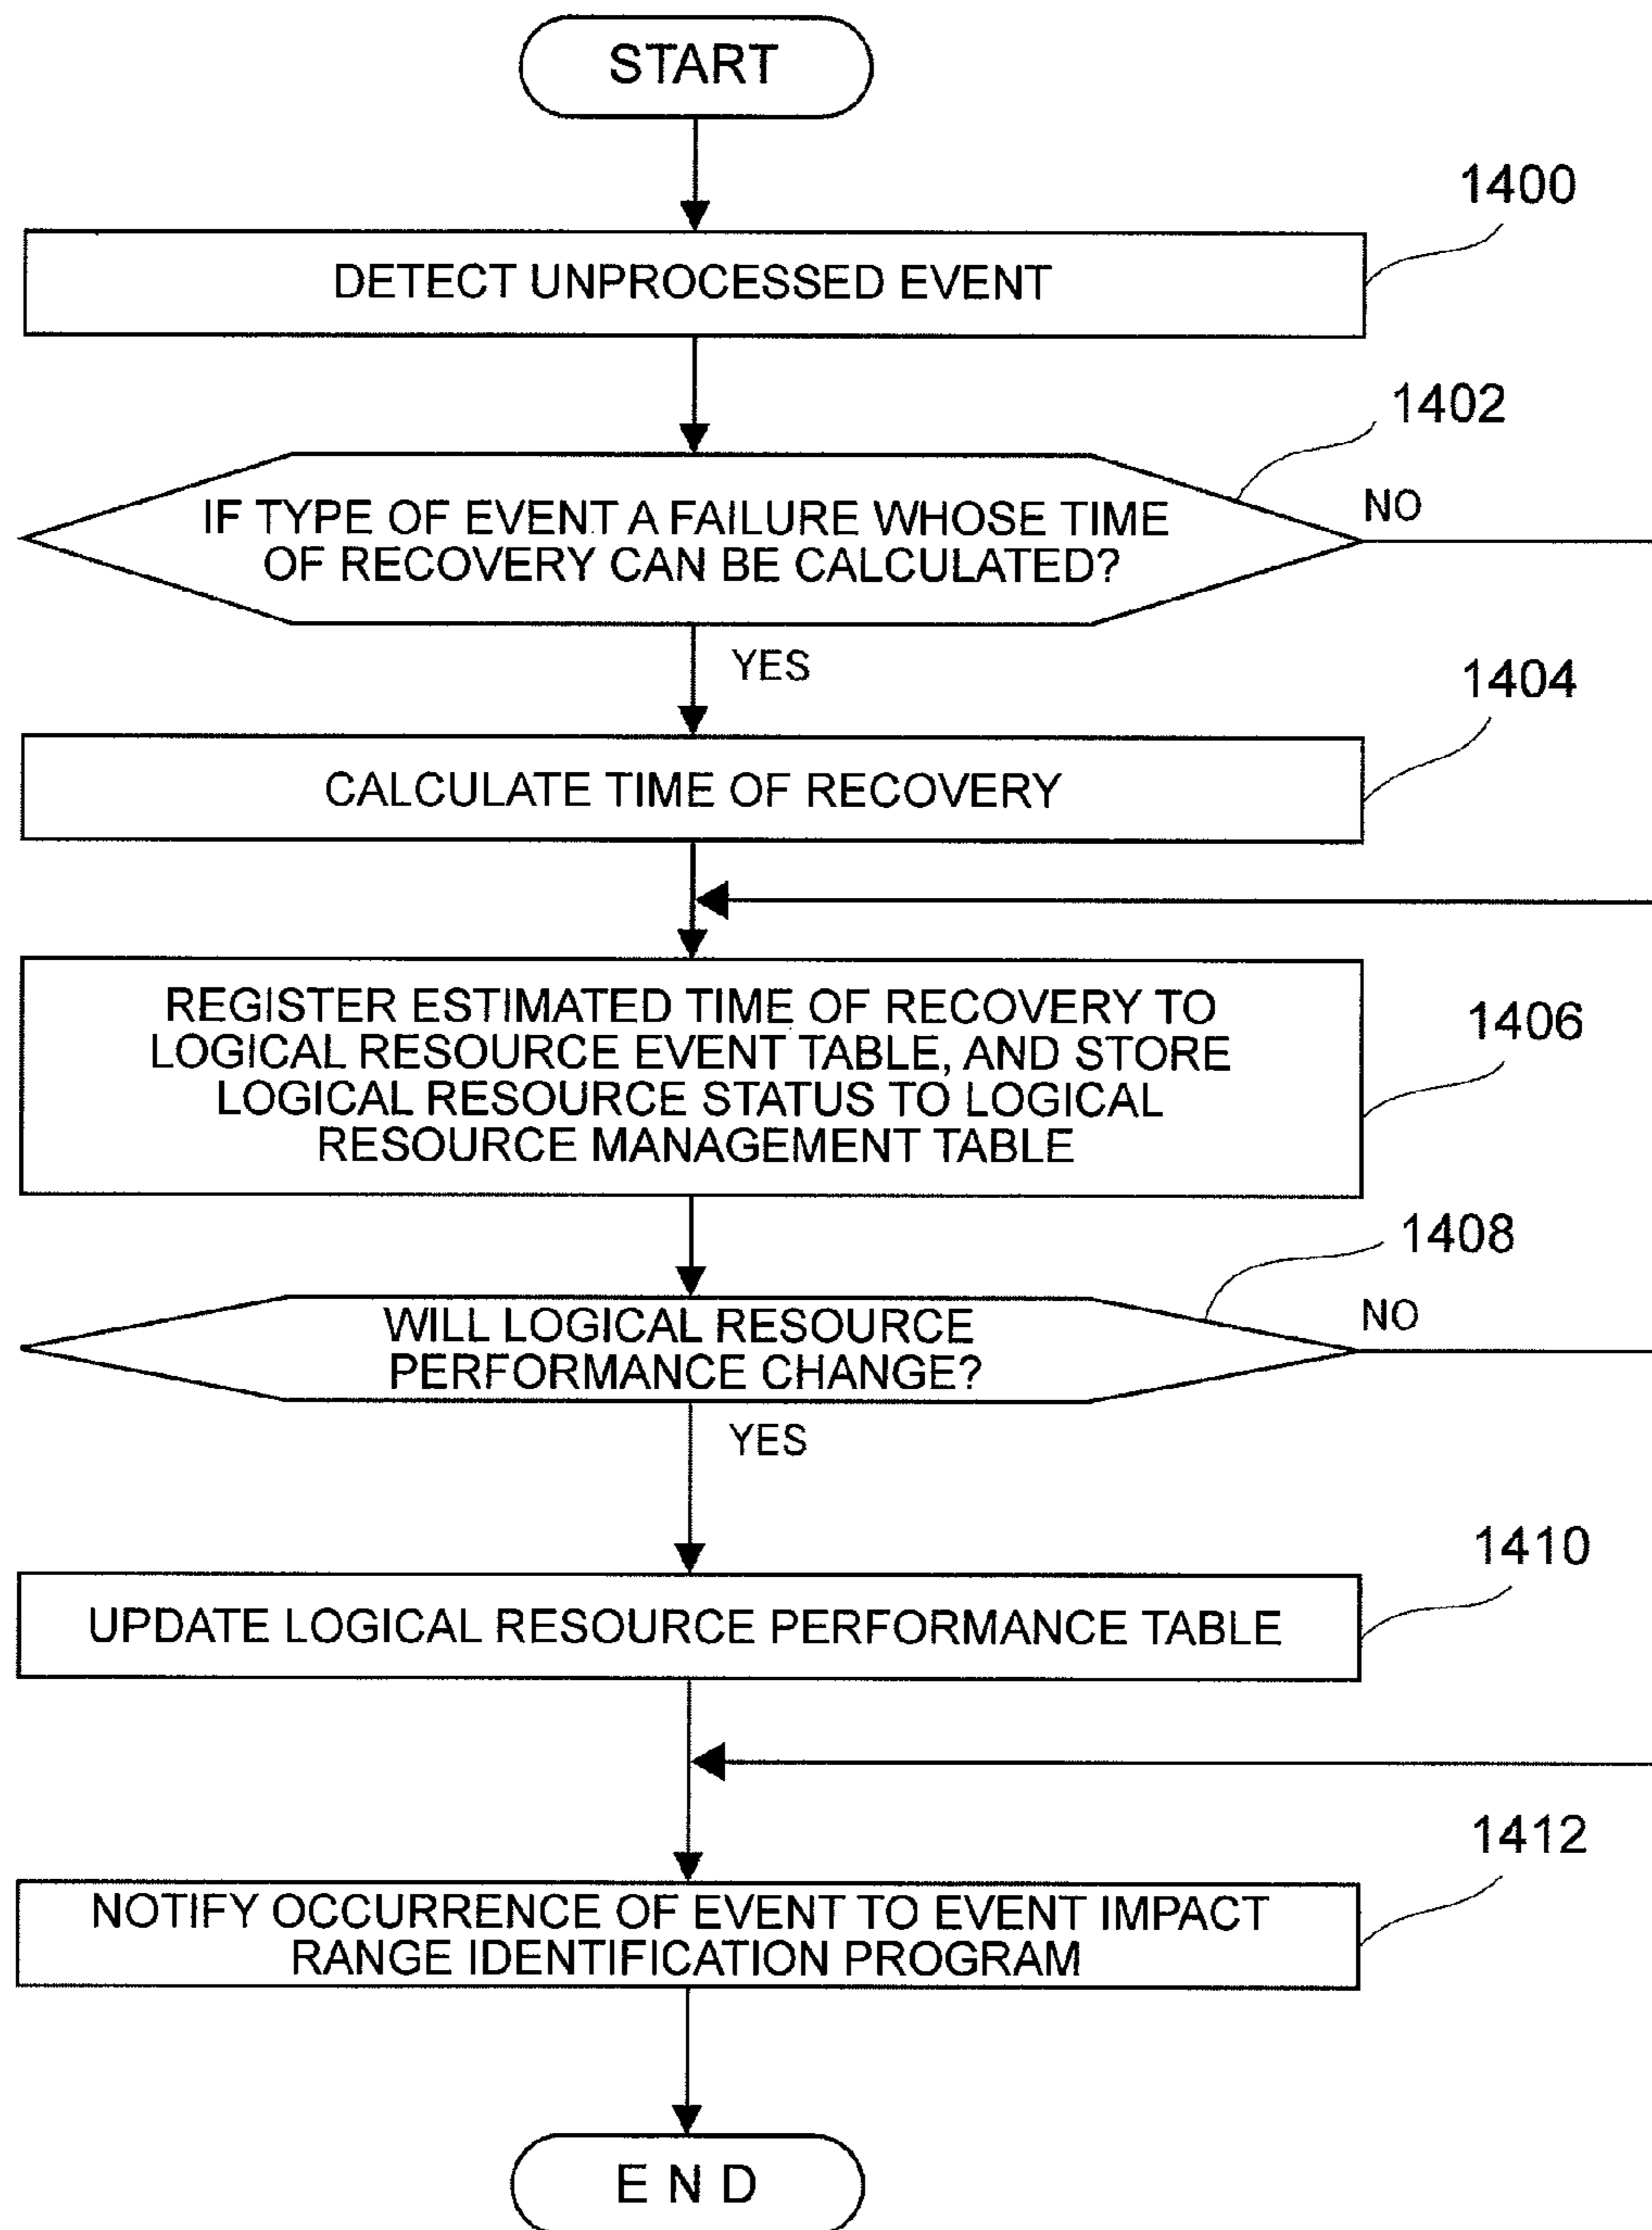 START
1400
DETECT UNPROCESSED EVENT
1402
IF TYPE OF EVENT A FAILURE WHOSE TIME
OF RECOVERY CAN BE CALCULATED?
NO
YES
1404
CALCULATE TIME OF RECOVERY
REGISTER ESTIMATED TIME OF RECOVERY TO
LOGICAL RESOURCE EVENT TABLE, AND STORE
LOGICAL RESOURCE STATUS TO LOGICAL
RESOURCE MANAGEMENT TABLE
1406
1408
WILL LOGICAL RESOURCE
PERFORMANCE CHANGE?
NO
YES
1410
UPDATE LOGICAL RESOURCE PERFORMANCE TABLE
1412
NOTIFY OCCURRENCE OF EVENT TO EVENT IMPACT
RANGE IDENTIFICATION PROGRAM
E N D